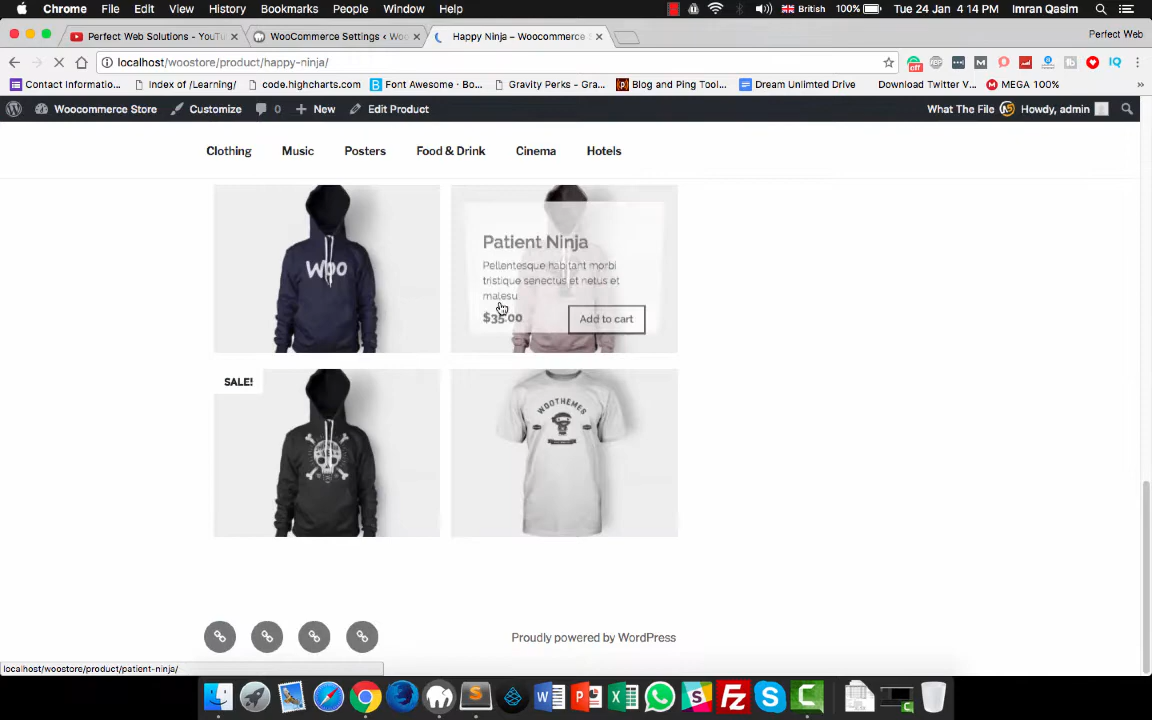 Chrome File Edit View History Bookmarks People Window Help British 100% Tue 24 Jan 4:14 PM Imran Qasim
Perfect Web Solutions - YouTu WooCommerce Settings ‹ Woo Happy Ninja – Woocommerce S Perfect Web
localhost/woostore/product/happy-ninja/
Contact Informatio... Index of /Learning/ code.highcharts.com Font Awesome · Bo... Gravity Perks - Gra... Blog and Ping Tool... Dream Unlimted Drive Download Twitter V... MEGA 100% »
Woocommerce Store Customize 0 New Edit Product What The File Howdy, admin
Clothing Music Posters Food & Drink Cinema Hotels
Woo
Patient Ninja
Pellentesque habitant morbi
tristique senectus et netus et
malesu
$35.00 Add to cart
SALE!
WOOTHEMES
Proudly powered by WordPress
localhost/woostore/product/patient-ninja/